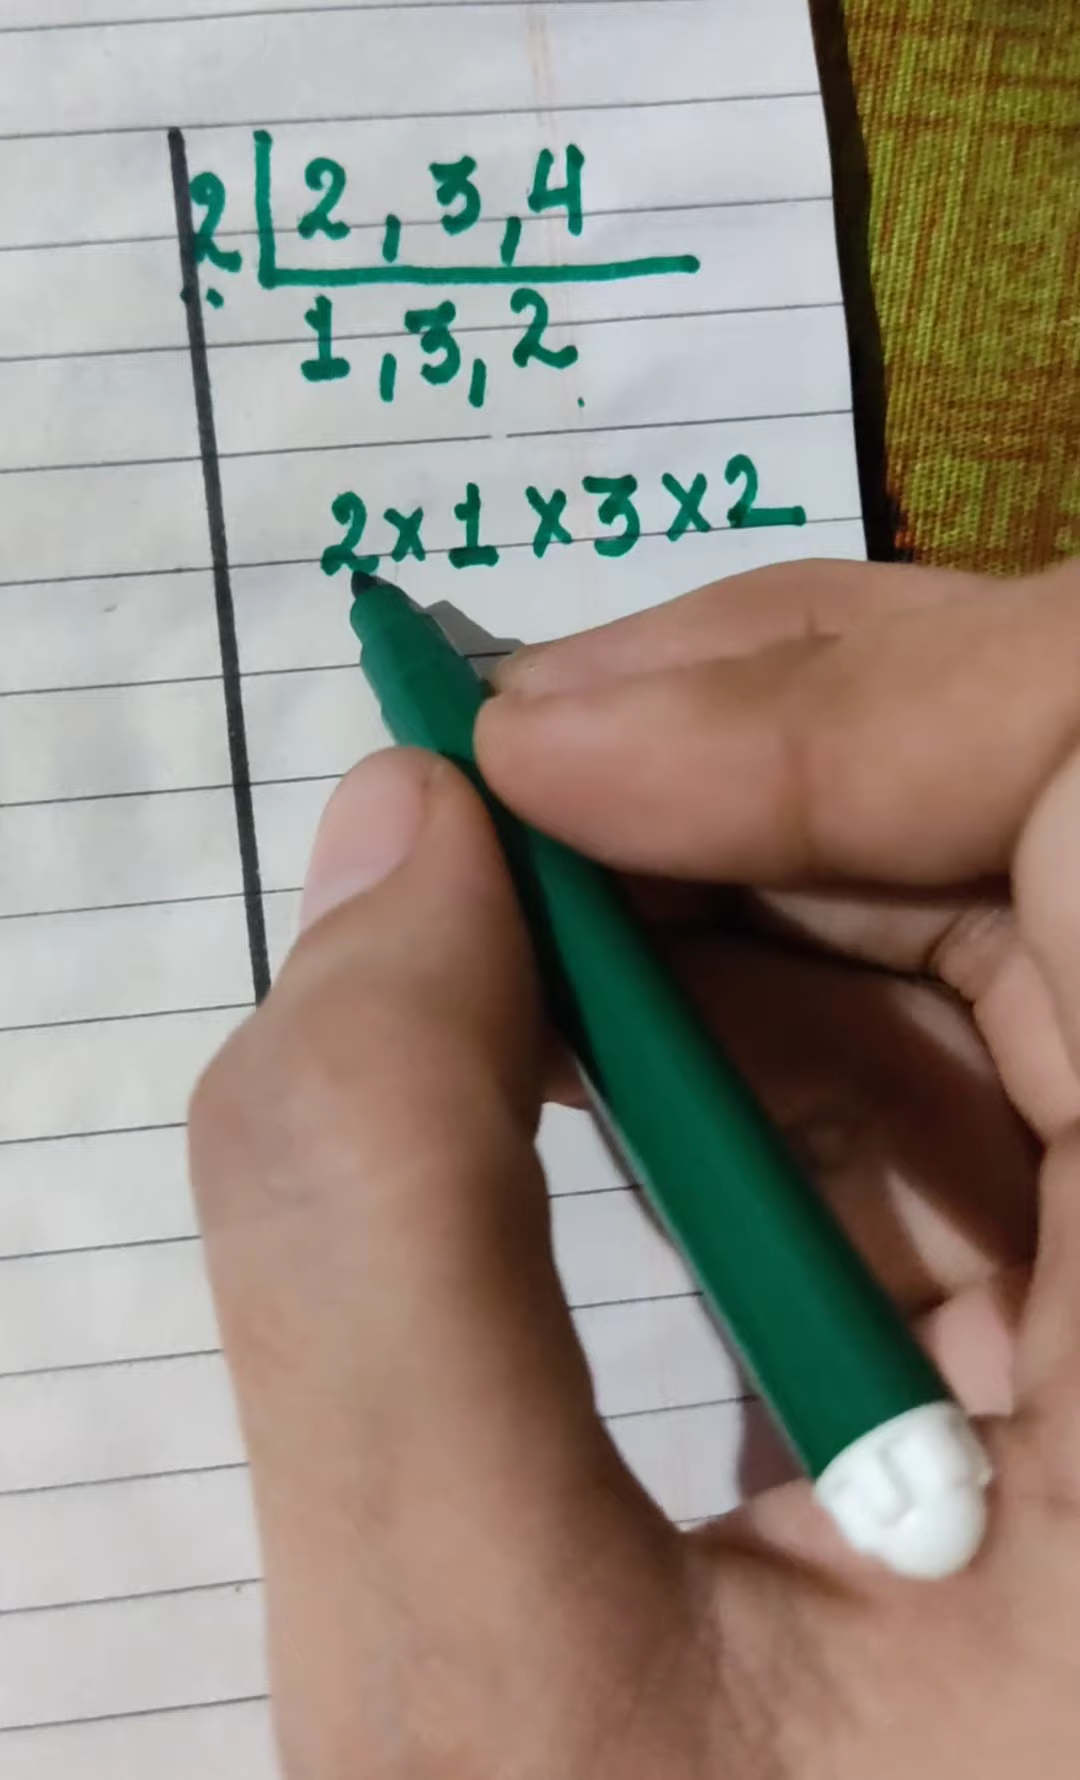 2 | 2 , 3 , 4
1 , 3 , 2
2 × 1 × 3 × 2